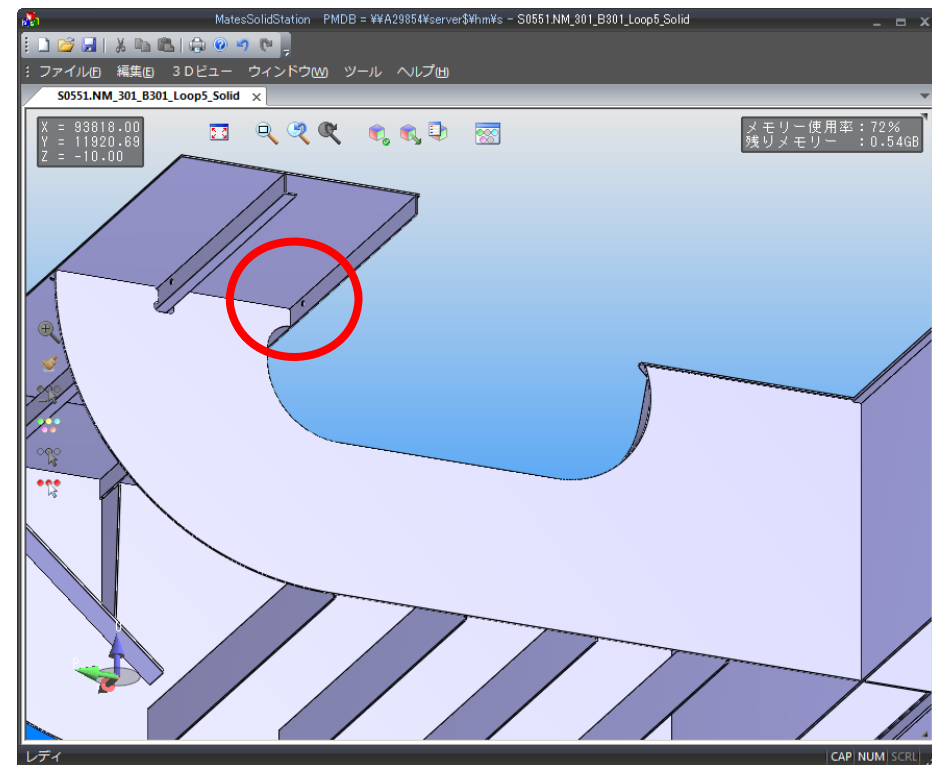 MatesSolidStation PMDB = ¥¥A29854¥server$¥hm¥s - S0551.NM_301_B301_Loop5_Solid
ファイル(F) 編集(E) 3Dビュー ウィンドウ(W) ツール ヘルプ(H)
S0551.NM_301_B301_Loop5_Solid
X = 93818.00
Y = 11920.69
Z = -10.00
メモリー使用率:72%
残りメモリー :0.54GB
レディ
CAP NUM SCRL